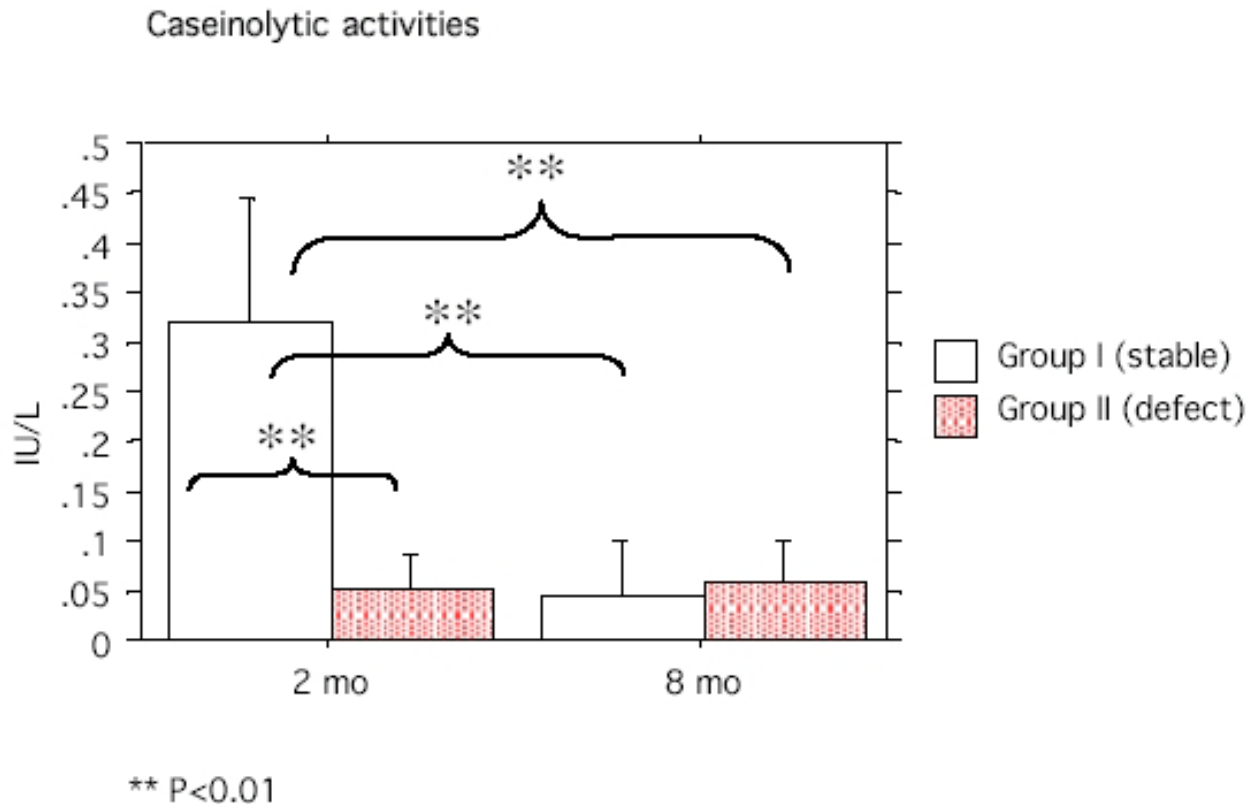 Caseinolytic activities
.5
.45
.4
.35
.3
.25
.2
.15
.1
.05
0
IU/L
**
**
**
2 mo
8 mo
Group I (stable)
Group II (defect)
** P<0.01